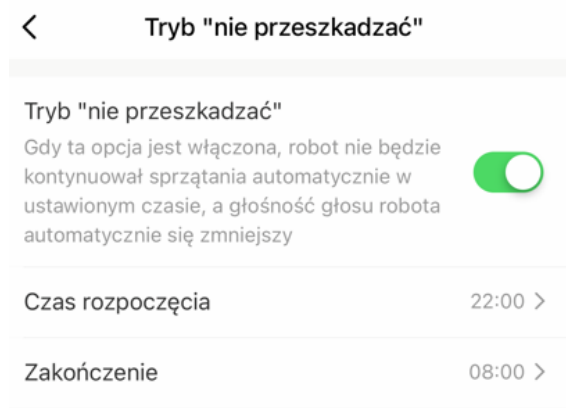 Tryb "nie przeszkadzać"
Tryb "nie przeszkadzać"
Gdy ta opcja jest włączona, robot nie będzie
kontynuował sprzątania automatycznie w
ustawionym czasie, a głośność głosu robota
automatycznie się zmniejszy
Czas rozpoczęcia 22:00
Zakończenie 08:00